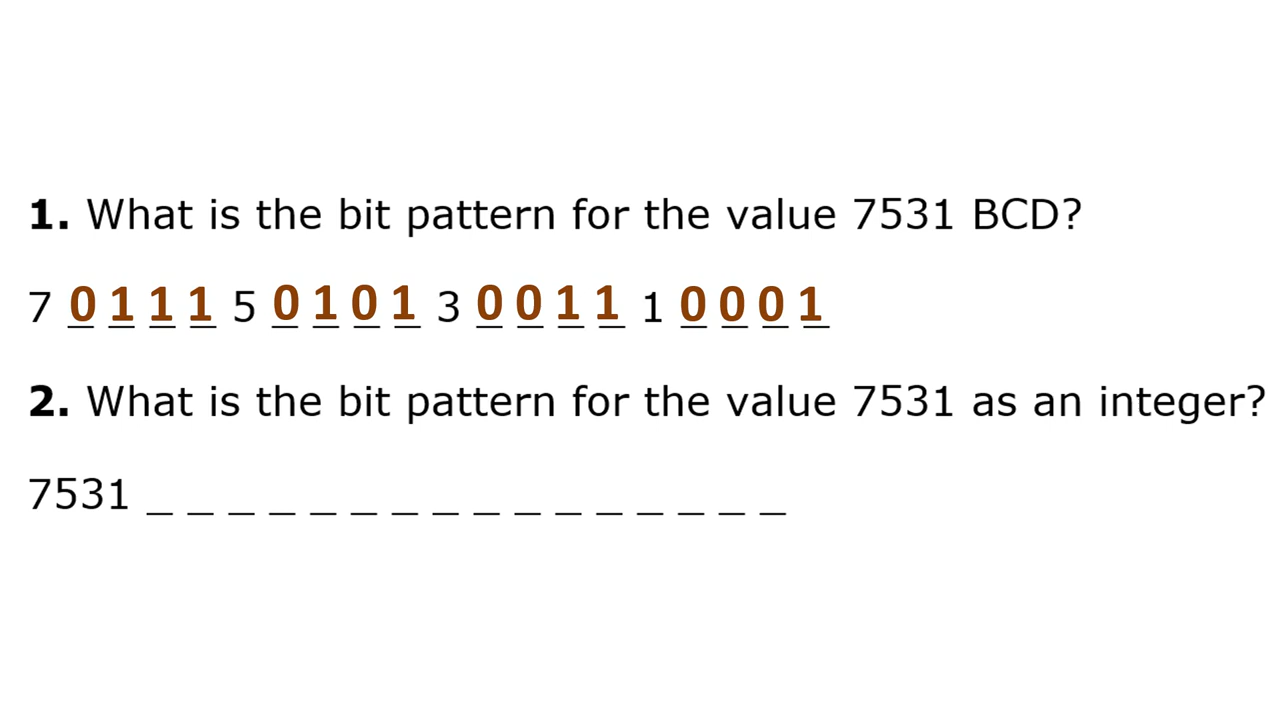 1. What is the bit pattern for the value 7531 BCD?
7 0 1 1 1 5 0 1 0 1 3 0 0 1 1 1 0 0 0 1
2. What is the bit pattern for the value 7531 as an integer?
7531 _ _ _ _ _ _ _ _ _ _ _ _ _ _ _ _